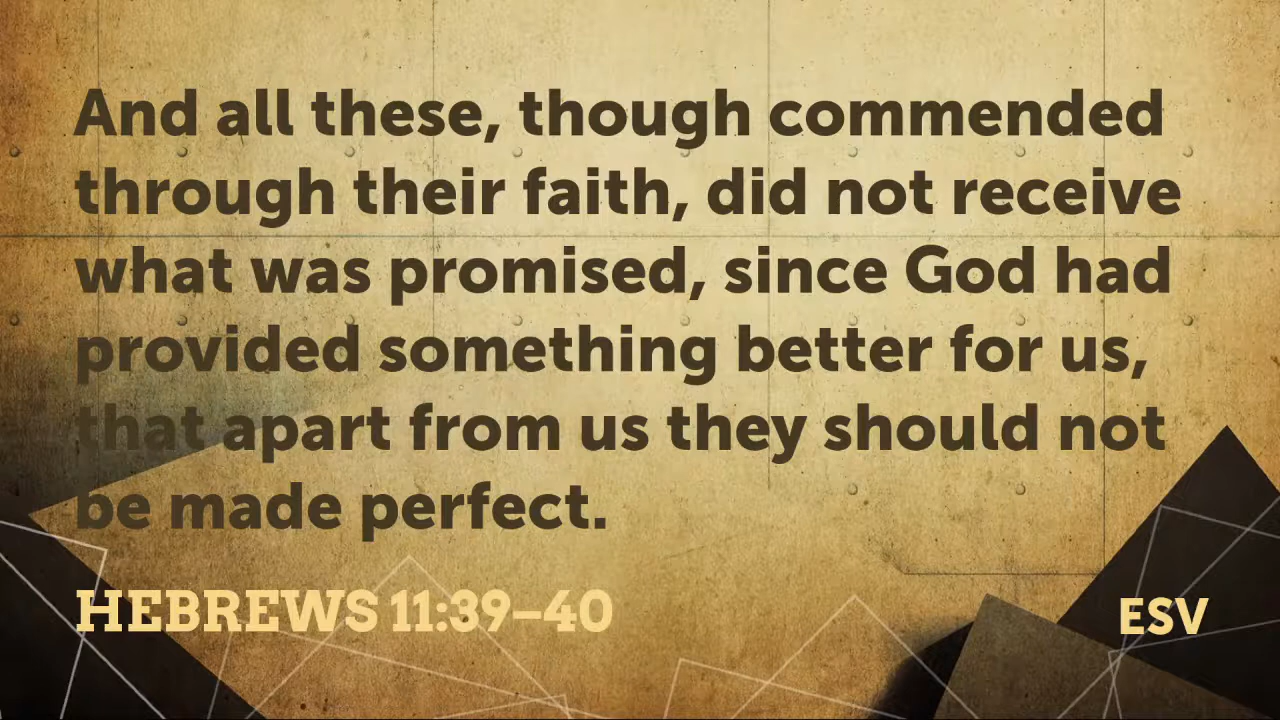 And all these, though commended
through their faith, did not receive
what was promised, since God had
provided something better for us,
that apart from us they should not
be made perfect.
HEBREWS 11:39–40
ESV